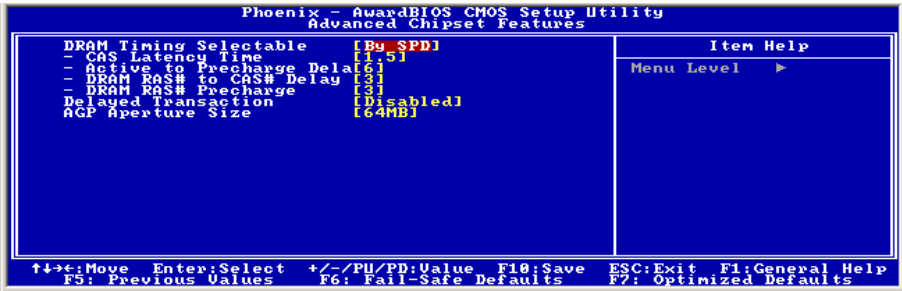 Phoenix - AwardBIOS CMOS Setup Utility
Advanced Chipset Features
DRAM Timing Selectable [By SPD]
- CAS Latency Time [1.5]
- Active to Precharge Dela[6]
- DRAM RAS# to CAS# Delay [3]
- DRAM RAS# Precharge [3]
Delayed Transaction [Disabled]
AGP Aperture Size [64MB]
Item Help
Menu Level ►
↑↓→←:Move Enter:Select +/-/PU/PD:Value F10:Save ESC:Exit F1:General Help
F5: Previous Values F6: Fail-Safe Defaults F7: Optimized Defaults